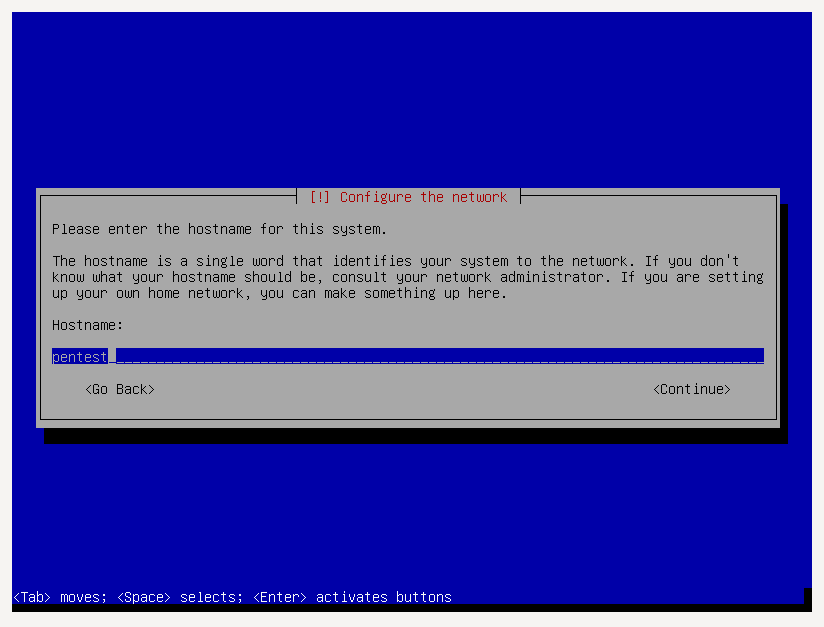 [!] Configure the network
Please enter the hostname for this system.
The hostname is a single word that identifies your system to the network. If you don't
know what your hostname should be, consult your network administrator. If you are setting
up your own home network, you can make something up here.
Hostname:
pentest
<Go Back> <Continue>
<Tab> moves; <Space> selects; <Enter> activates buttons